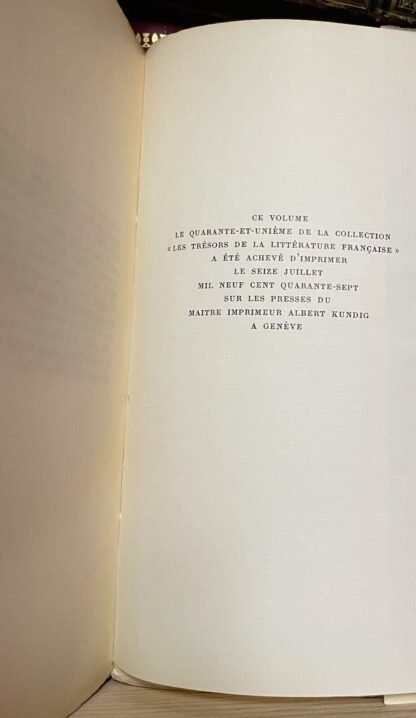 CE VOLUME
LE QUARANTE-ET-UNIÈME DE LA COLLECTION
« LES TRÉSORS DE LA LITTÉRATURE FRANÇAISE »
A ÉTÉ ACHEVÉ D'IMPRIMER
LE SEIZE JUILLET
MIL NEUF CENT QUARANTE-SEPT
SUR LES PRESSES DU
MAITRE IMPRIMEUR ALBERT KUNDIG
A GENÈVE